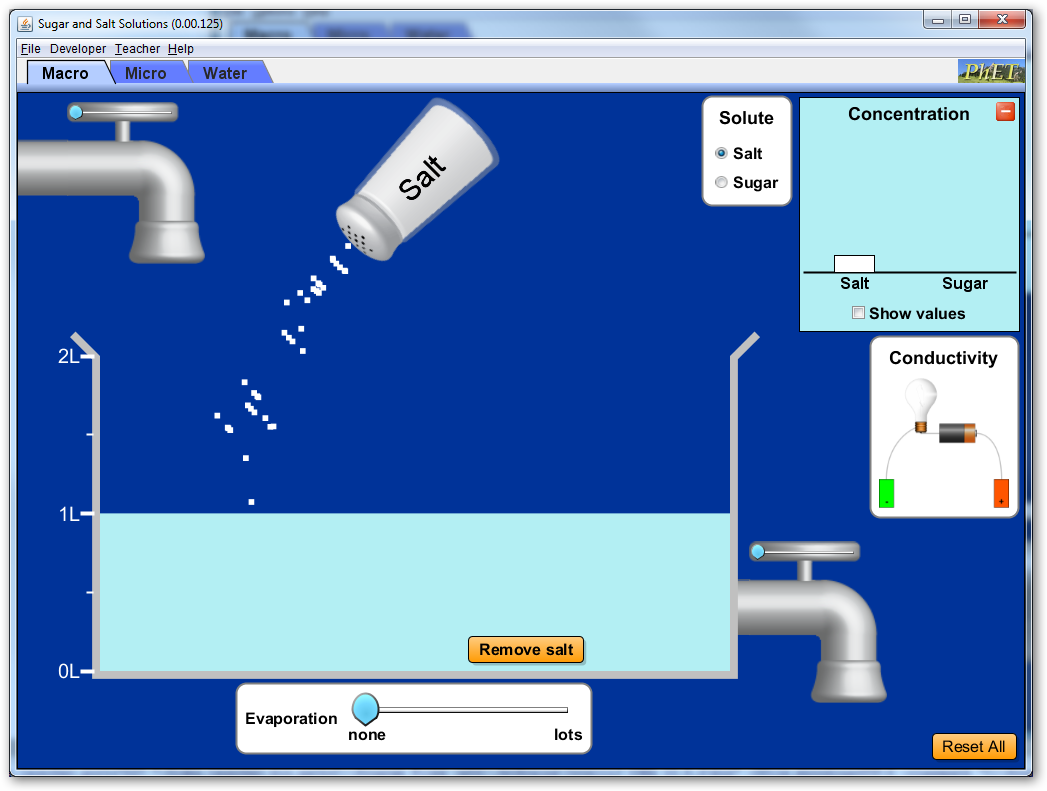 Sugar and Salt Solutions (0.00.125)
File Developer Teacher Help
Macro Micro Water
PhET
Salt
Solute
Salt
Sugar
Concentration
Salt Sugar
Show values
Conductivity
-
+
2L
1L
0L
Remove salt
Evaporation
none lots
Reset All